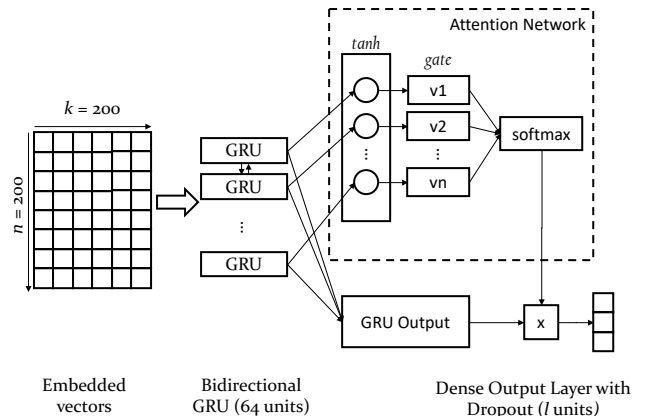 Attention Network
tanh
gate
k = 200
n = 200
GRU
GRU
...
GRU
...
v1
v2
...
vn
softmax
GRU Output
x
Embedded
vectors
Bidirectional
GRU (64 units)
Dense Output Layer with
Dropout (l units)